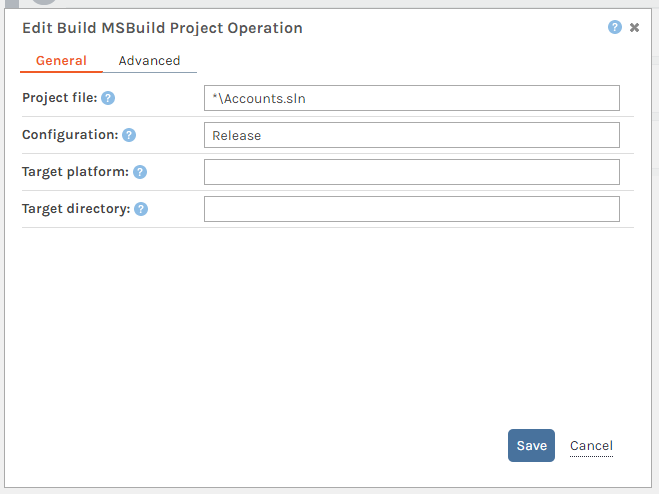 Edit Build MSBuild Project Operation
? ✖
General Advanced
Project file: ? *\Accounts.sln
Configuration: ? Release
Target platform: ?
Target directory: ?
Save Cancel